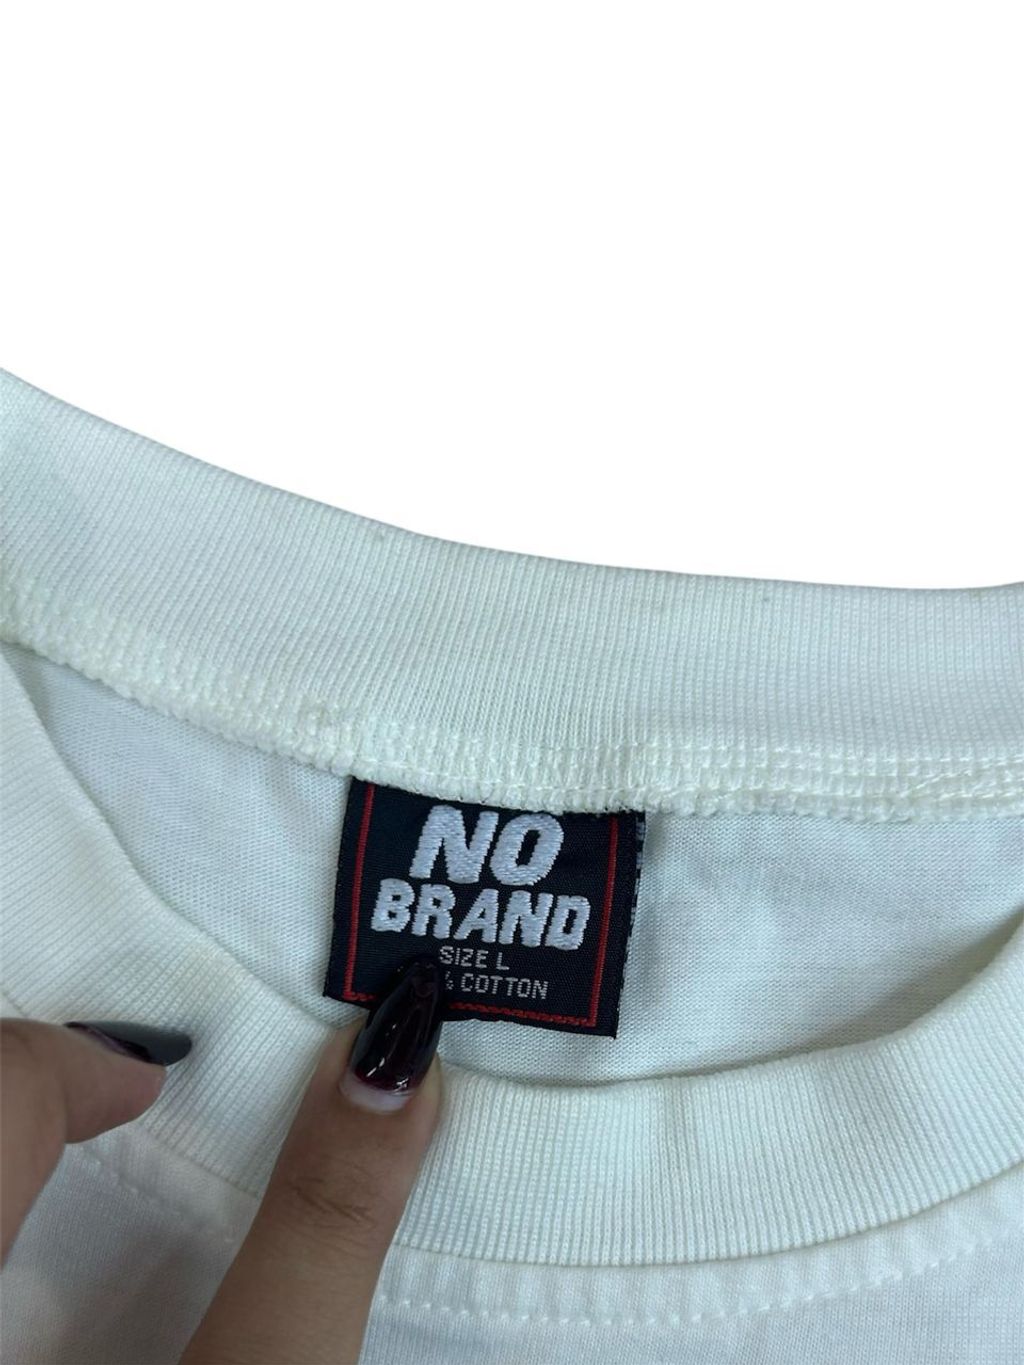 NO
BRAND
SIZE L
% COTTON